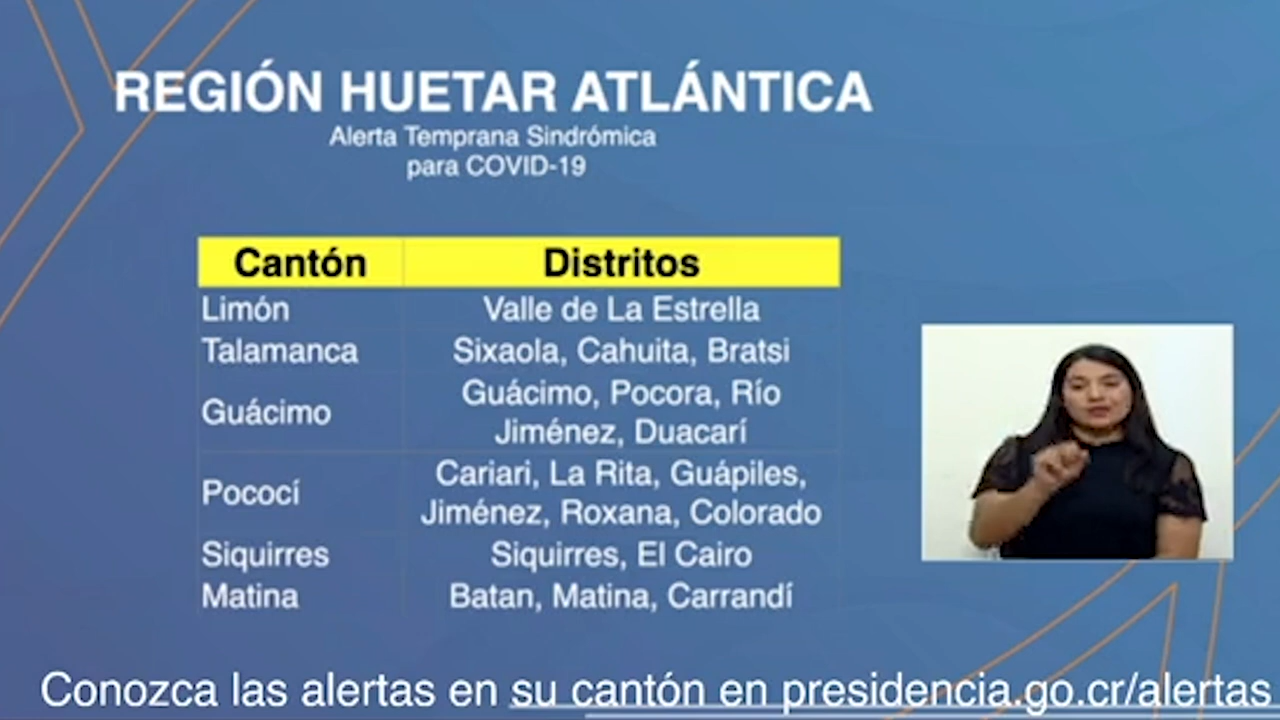 REGIÓN HUETAR ATLÁNTICA
Alerta Temprana Sindrómica
para COVID-19
Cantón Distritos
Limón Valle de La Estrella
Talamanca Sixaola, Cahuita, Bratsi
Guácimo Guácimo, Pocora, Río
Jiménez, Duacarí
Pococí Cariari, La Rita, Guápiles,
Jiménez, Roxana, Colorado
Siquirres Siquirres, El Cairo
Matina Batan, Matina, Carrandí
Conozca las alertas en su cantón en presidencia.go.cr/alertas